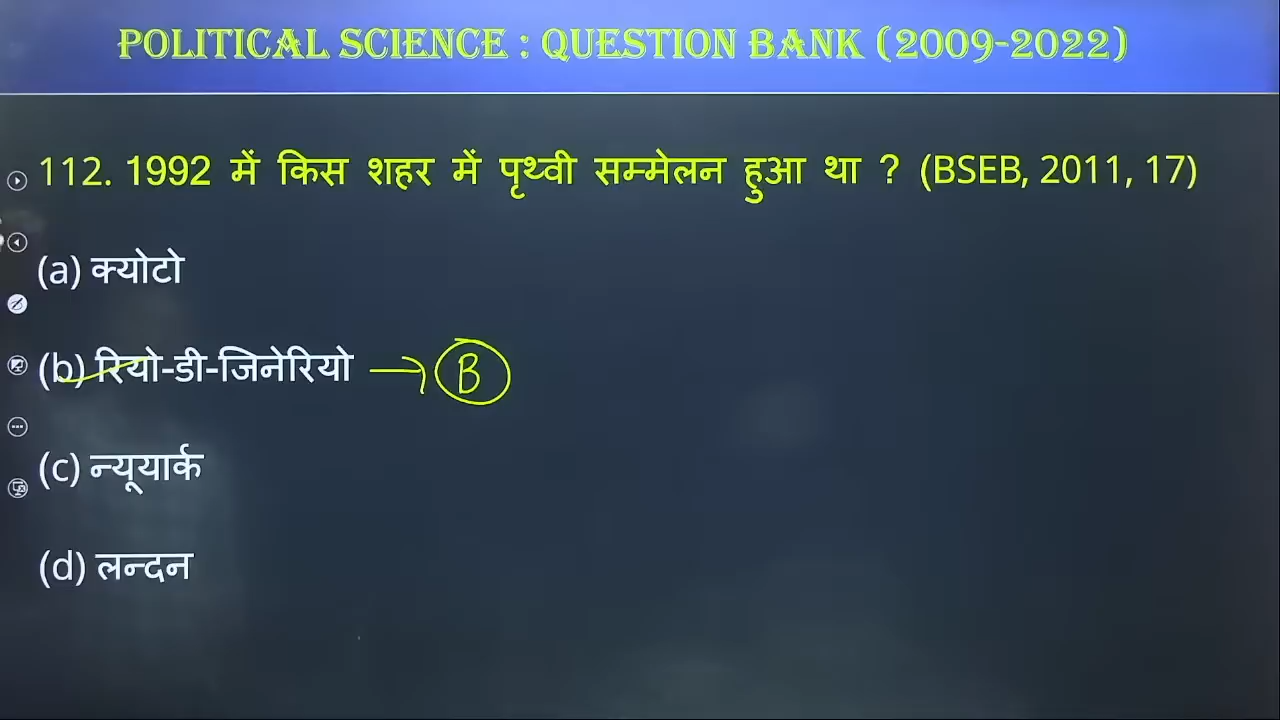 POLITICAL SCIENCE : QUESTION BANK (2009-2022)
112. 1992 में किस शहर में पृथ्वी सम्मेलन हुआ था ? (BSEB, 2011, 17)
(a) क्योटो
(b) रियो-डी-जिनेरियो → B
(c) न्यूयार्क
(d) लन्दन